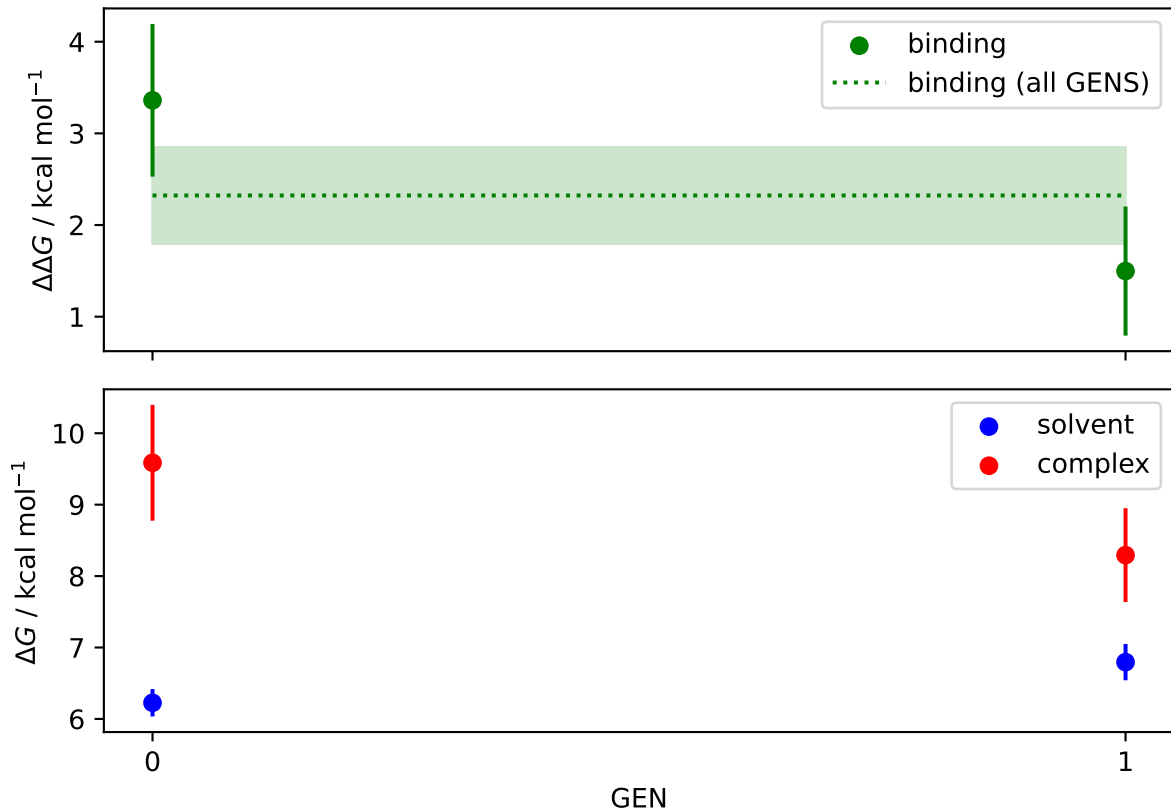 4
3
2
1
ΔΔG / kcal mol⁻¹
binding
binding (all GENS)
10
9
8
7
6
ΔG / kcal mol⁻¹
solvent
complex
0
1
GEN